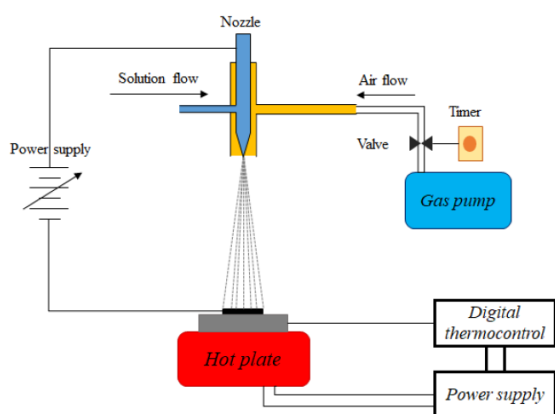 Nozzle
Solution flow
Air flow
Timer
Valve
Power supply
Gas pump
Hot plate
Digital
thermocontrol
Power supply